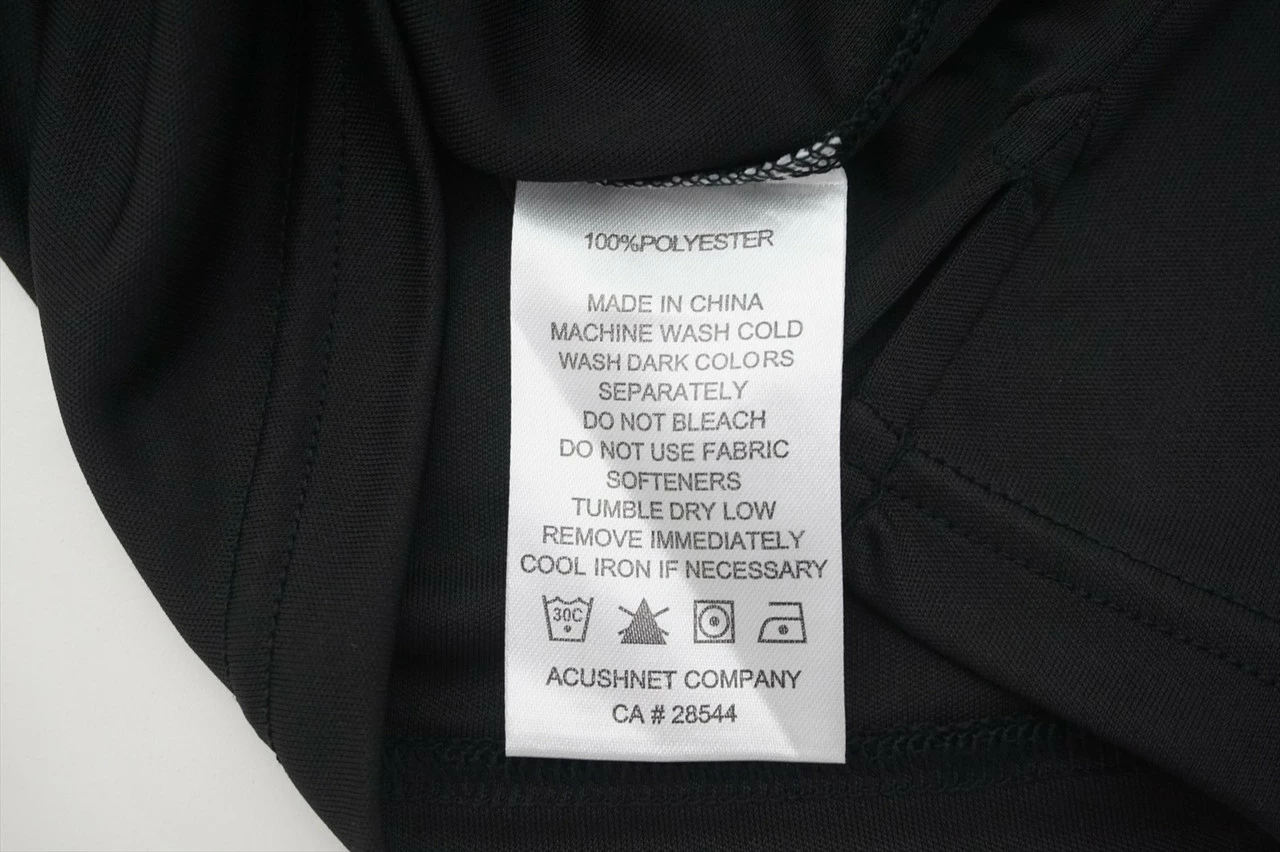 100%POLYESTER
MADE IN CHINA
MACHINE WASH COLD
WASH DARK COLORS
SEPARATELY
DO NOT BLEACH
DO NOT USE FABRIC
SOFTENERS
TUMBLE DRY LOW
REMOVE IMMEDIATELY
COOL IRON IF NECESSARY
30C
ACUSHNET COMPANY
CA # 28544